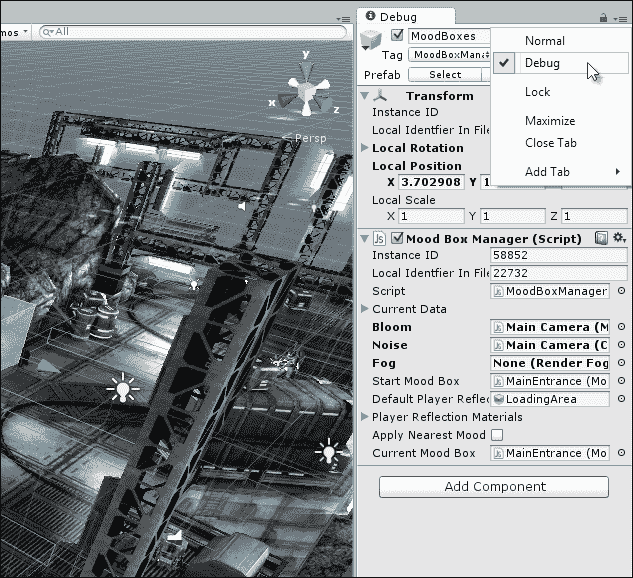 Debug
mos
All
MoodBoxes
Normal
Tag
MoodBoxMana
Debug
Prefab
Select
Lock
Transform
Instance ID
Maximize
Local Identfier In File
Close Tab
Local Rotation
Local Position
Add Tab
X 3.702908 Y 1
Local Scale
X 1 Y 1 Z 1
y
x
z
Persp
Mood Box Manager (Script)
Instance ID 58852
Local Identfier In File 22732
Script MoodBoxManager
Current Data
Bloom Main Camera (M
Noise Main Camera (C
Fog None (Render Fog
Start Mood Box MainEntrance (Mo
Default Player Reflec LoadingArea
Player Reflection Materials
Apply Nearest Mood
Current Mood Box MainEntrance (Mo
Add Component